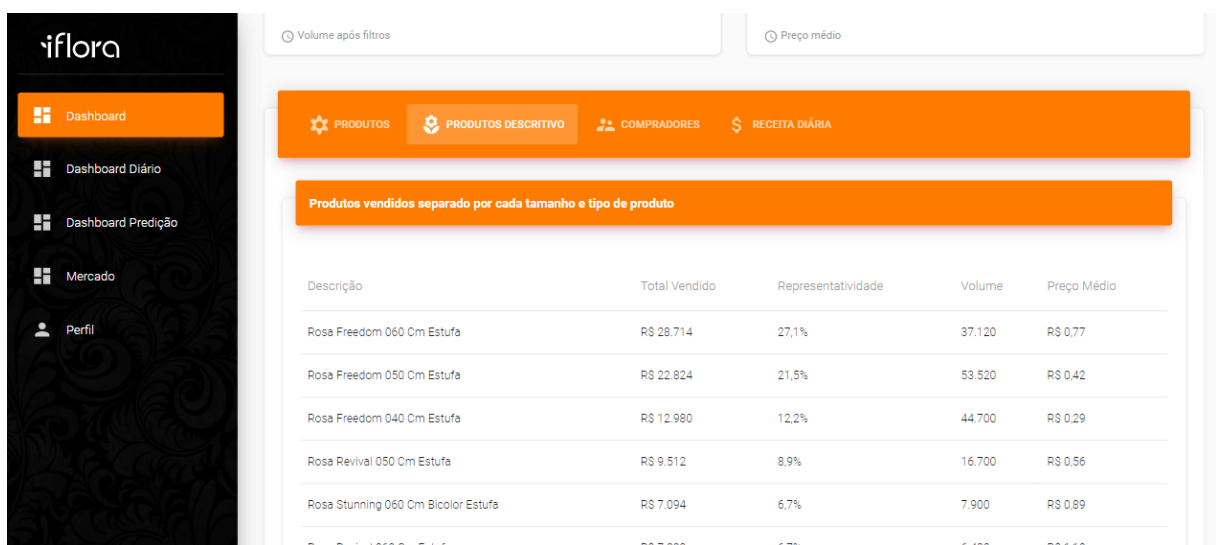 iflora
Dashboard
Dashboard Diário
Dashboard Predição
Mercado
Perfil
Volume após filtros
Preço médio
PRODUTOS
PRODUTOS DESCRITIVO
COMPRADORES
RECEITA DIÁRIA
Produtos vendidos separado por cada tamanho e tipo de produto
Descrição Total Vendido Representatividade Volume Preço Médio
Rosa Freedom 060 Cm Estufa R$ 28.714 27,1% 37.120 R$ 0,77
Rosa Freedom 050 Cm Estufa R$ 22.824 21,5% 53.520 R$ 0,42
Rosa Freedom 040 Cm Estufa R$ 12.980 12,2% 44.700 R$ 0,29
Rosa Revival 050 Cm Estufa R$ 9.512 8,9% 16.700 R$ 0,56
Rosa Stunning 060 Cm Bicolor Estufa R$ 7.094 6,7% 7.900 R$ 0,89